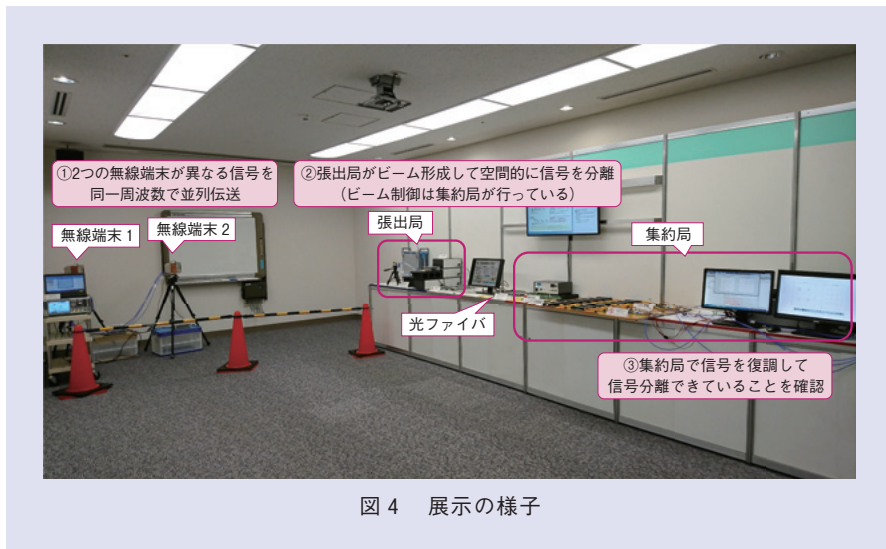 ①2つの無線端末が異なる信号を
同一周波数で並列伝送
②張出局がビーム形成して空間的に信号を分離
（ビーム制御は集約局が行っている）
無線端末1
無線端末2
張出局
集約局
光ファイバ
③集約局で信号を復調して
信号分離できていることを確認
図4 展示の様子